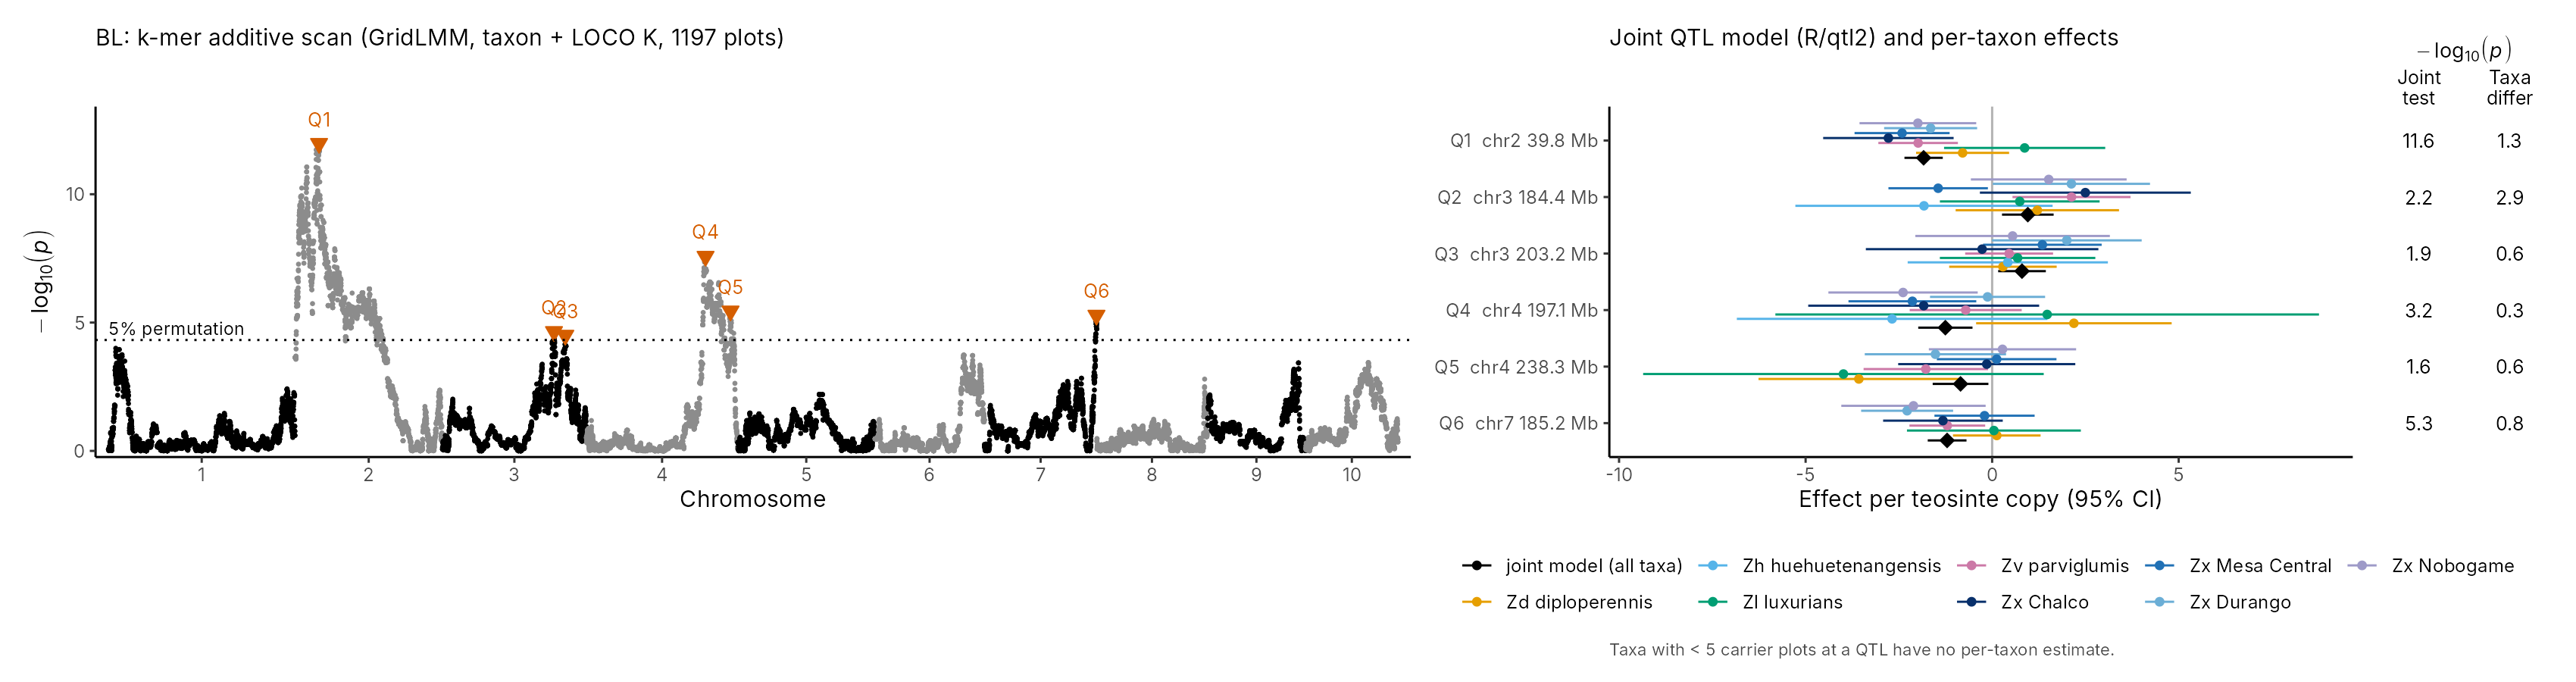 BL: k-mer additive scan (GridLMM, taxon + LOCO K, 1197 plots)
Q1
Q4
Q5
Q6
Q2
Q3
5% permutation
10
5
0
−log10(p)
1 2 3 4 5 6 7 8 9 10
Chromosome
Joint QTL model (R/qtl2) and per-taxon effects
−log10(p)
Joint test
Taxa differ
Q1 chr2 39.8 Mb 11.6 1.3
Q2 chr3 184.4 Mb 2.2 2.9
Q3 chr3 203.2 Mb 1.9 0.6
Q4 chr4 197.1 Mb 3.2 0.3
Q5 chr4 238.3 Mb 1.6 0.6
Q6 chr7 185.2 Mb 5.3 0.8
-10 -5 0 5
Effect per teosinte copy (95% CI)
joint model (all taxa) Zh huehuetenangensis Zv parviglumis Zx Mesa Central Zx Nobogame
Zd diploperennis Zl luxurians Zx Chalco Zx Durango
Taxa with < 5 carrier plots at a QTL have no per-taxon estimate.